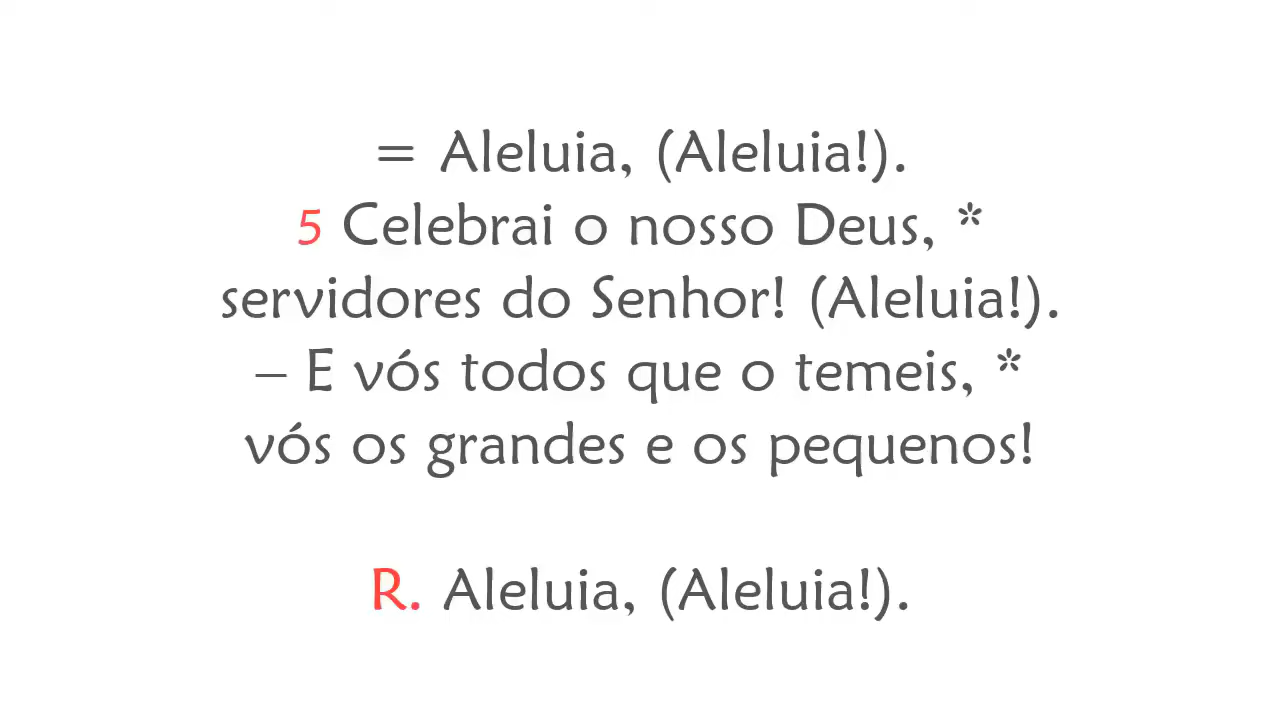 = Aleluia, (Aleluia!).
5 Celebrai o nosso Deus, *
servidores do Senhor! (Aleluia!).
– E vós todos que o temeis, *
vós os grandes e os pequenos!
R. Aleluia, (Aleluia!).